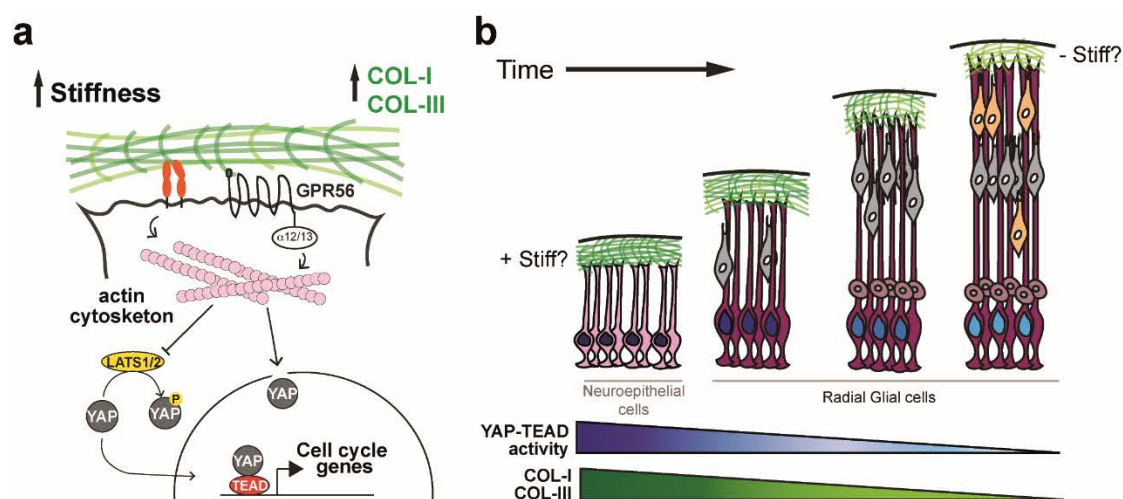 a
Stiffness
COL-I
COL-III
GPR56
α12/13
actin
cytosketon
LATS1/2
YAP
P
YAP
YAP
YAP
TEAD
Cell cycle
genes
b
Time
- Stiff?
+ Stiff?
Neuroepithelial
cells
Radial Glial cells
YAP-TEAD
activity
COL-I
COL-III